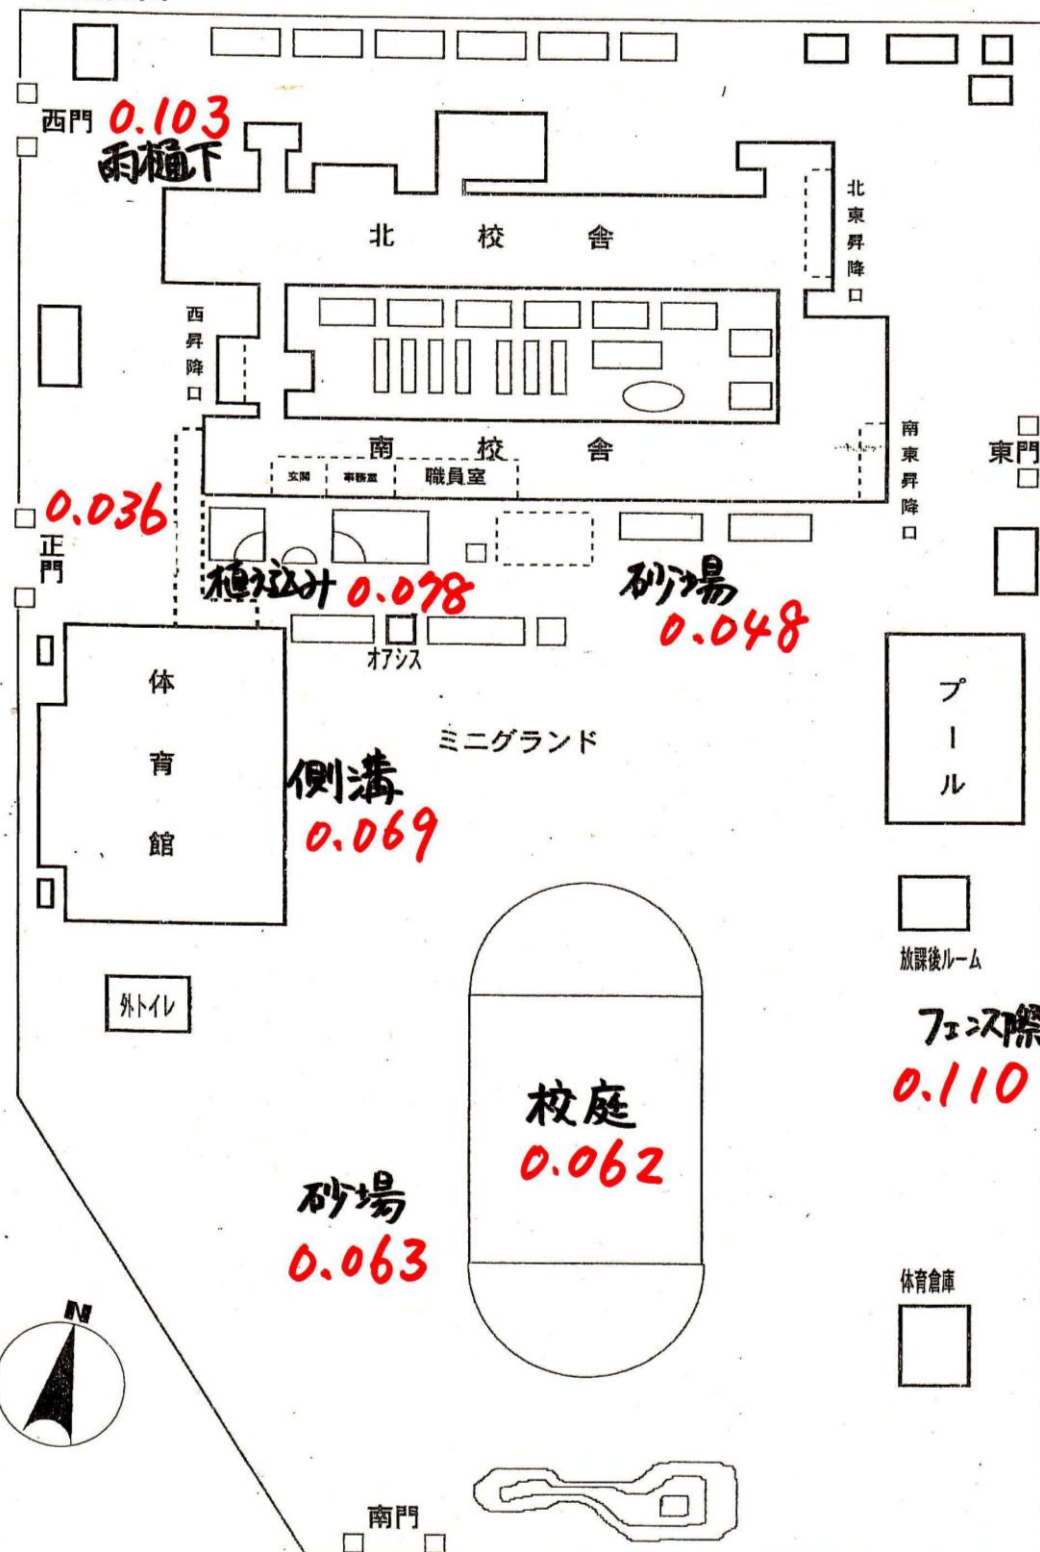 西門 0.103
雨樋下
北校舎
北東昇降口
西昇降口
南校舎
玄関
事務室
職員室
南東昇降口
東門
0.036
正門
植え込み 0.078
砂場
0.048
オアシス
体育館
ミニグランド
側溝
0.069
プール
放課後ルーム
外トイレ
フェンス際
0.110
校庭
0.062
砂場
0.063
体育倉庫
N
南門